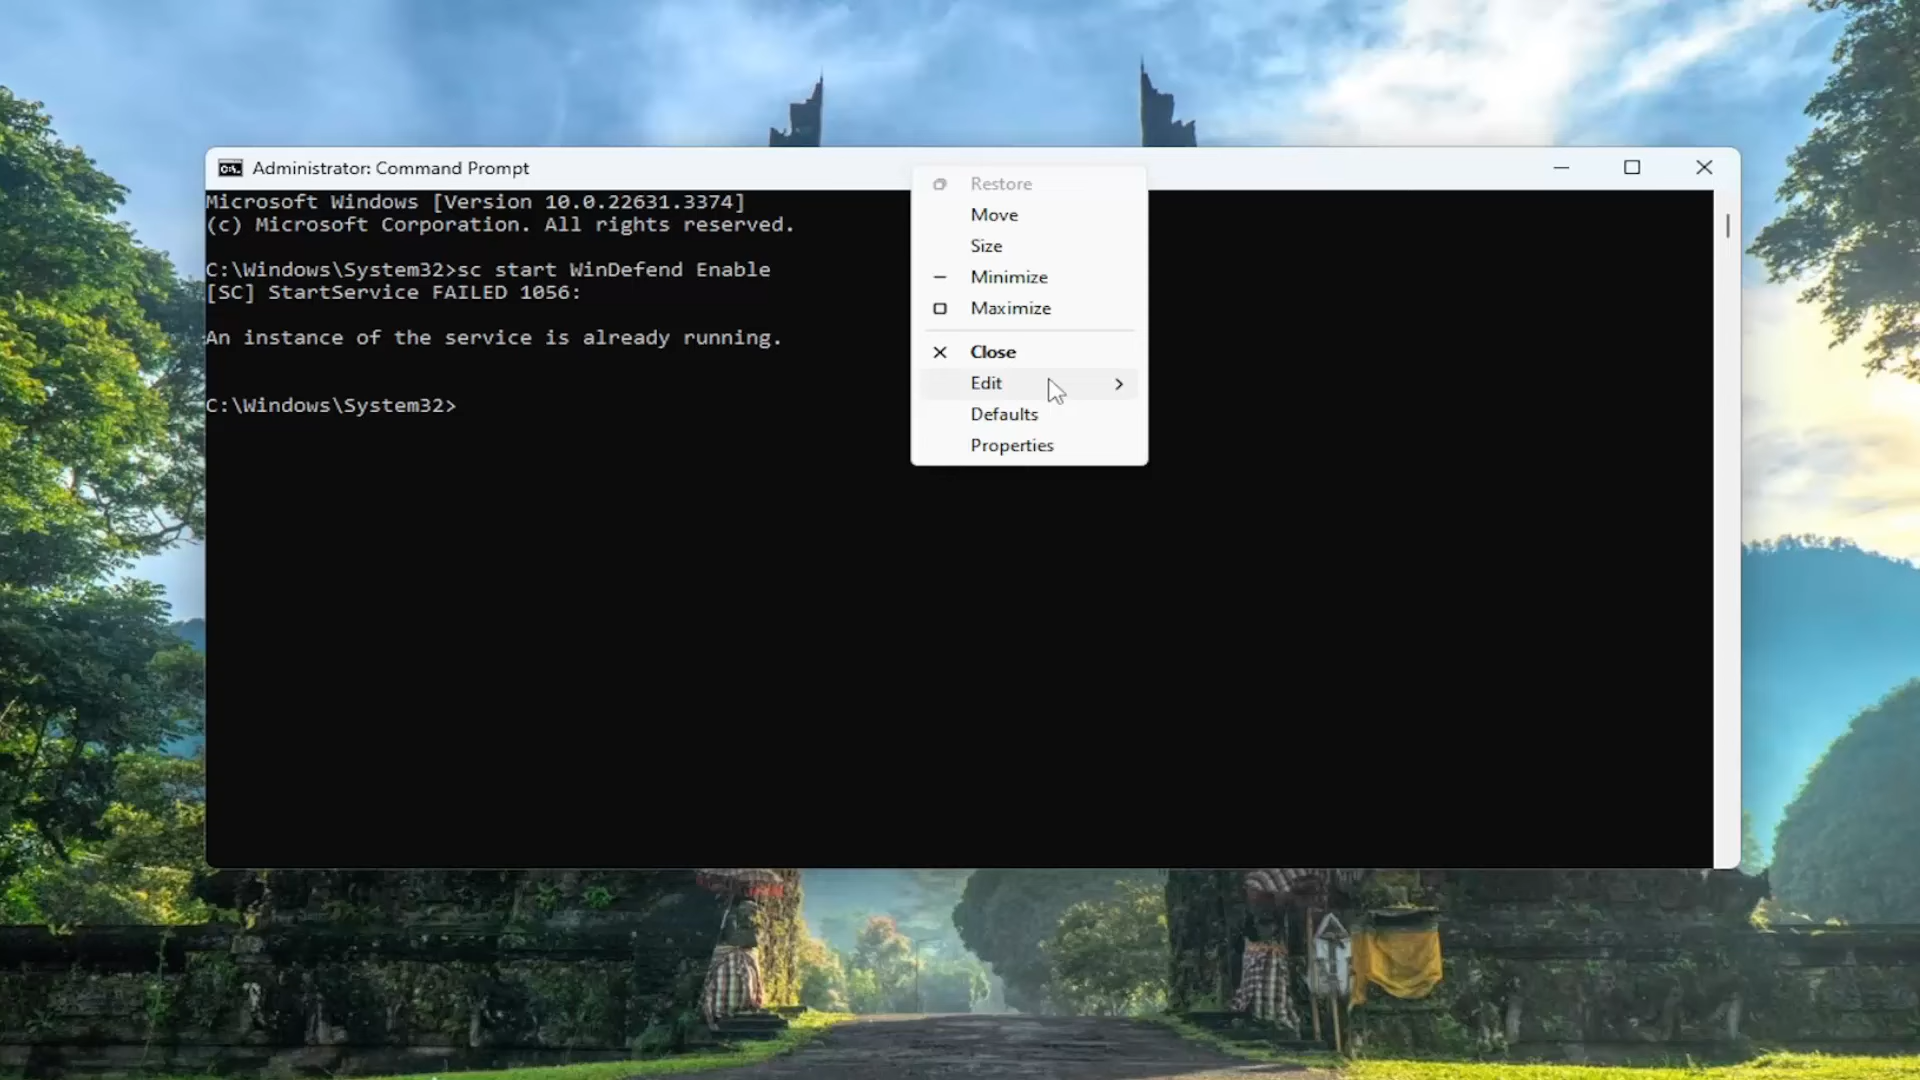 Administrator: Command Prompt
Microsoft Windows [Version 10.0.22631.3374]
(c) Microsoft Corporation. All rights reserved.
C:\Windows\System32>sc start WinDefend Enable
[SC] StartService FAILED 1056:
An instance of the service is already running.
C:\Windows\System32>
Restore
Move
Size
Minimize
Maximize
Close
Edit
Defaults
Properties